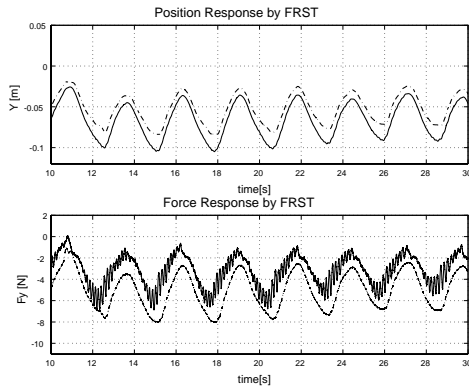 Position Response by FRST
0.05
0
-0.05
-0.1
Y [m]
10 12 14 16 18 20 22 24 26 28 30
time[s]
Force Response by FRST
2
0
-2
-4
-6
-8
-10
Fy [N]
10 12 14 16 18 20 22 24 26 28 30
time[s]